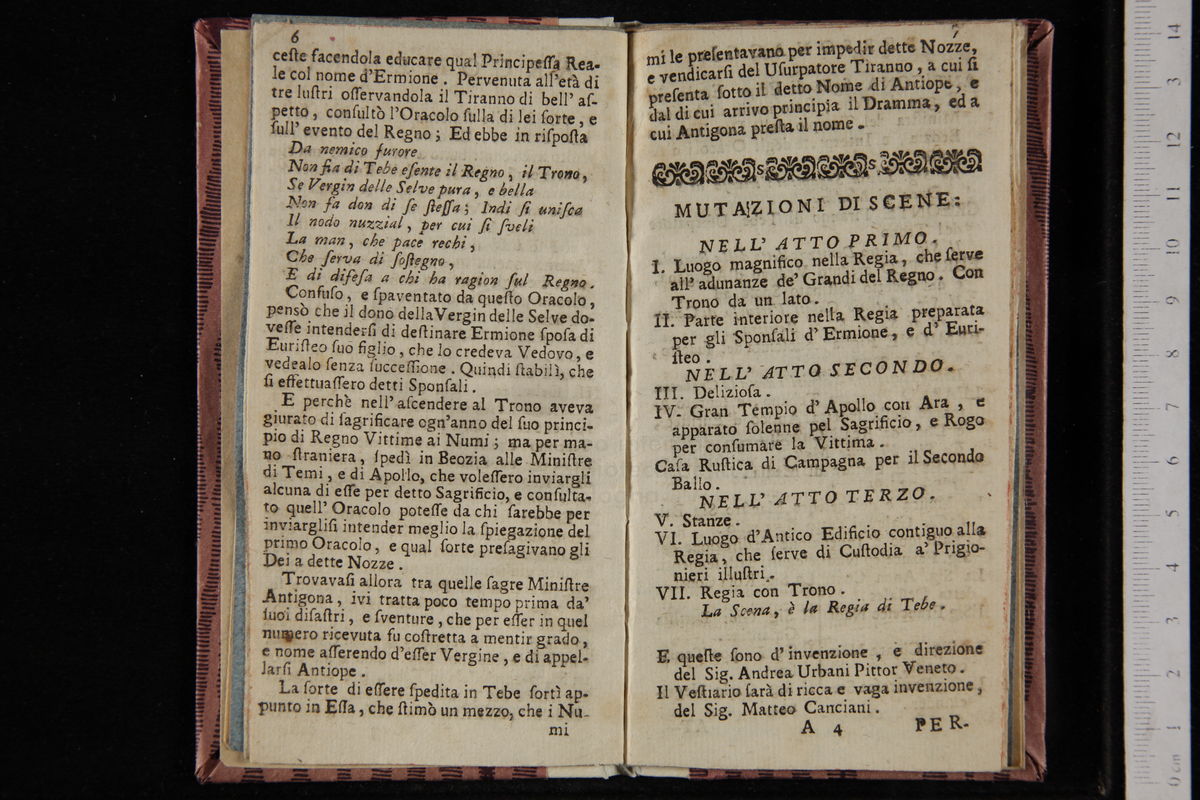 6
ceſte facendola educare qual Principeſſa Rea-
le col nome d'Ermione. Pervenuta all'età di
tre luſtri oſſervandola il Tiranno di bell' aſ-
petto, conſultò l'Oracolo ſulla di lei ſorte, e
ſull' evento del Regno; Ed ebbe in riſpoſta
Da nemico furore
Non fia di Tebe eſente il Regno, il Trono,
Se Vergin delle Selve pura, e bella
Non fa don di ſe ſteſſa; Indi ſi uniſca
Il nodo nuzzial, per cui ſi ſveli
La man, che pace rechi,
Che ſerva di ſoſtegno,
E di difeſa a chi ha ragion ſul Regno.
Confuſo, e ſpaventato da queſto Oracolo,
pensò che il dono della Vergin delle Selve do-
veſſe intenderſi di deſtinare Ermione ſpoſa di
Euriſteo ſuo figlio, che lo credeva Vedovo, e
vedealo ſenza ſucceſſione. Quindi ſtabilì, che
ſi effettuaſſero detti Sponſali.
E perchè nell' aſcendere al Trono aveva
giurato di ſagrificare ogn'anno del ſuo princi-
pio di Regno Vittime ai Numi; ma per ma-
no ſtraniera, ſpedì in Beozia alle Miniſtre
di Temi, e di Apollo, che voleſſero inviargli
alcuna di eſſe per detto Sagrificio, e conſulta-
to quell' Oracolo poteſſe da chi ſarebbe per
inviarglisi intender meglio la ſpiegazione del
primo Oracolo, e qual ſorte preſagivano gli
Dei a dette Nozze.
Trovavaſi allora tra quelle ſagre Miniſtre
Antigona, ivi tratta poco tempo prima da'
ſuoi diſaſtri, e ſventure, che per eſſer in quel
numero ricevuta fu coſtretta a mentir grado,
e nome aſſerendo d'eſſer Vergine, e di appel-
larſi Antiope.
La ſorte di eſſere ſpedita in Tebe ſortì ap-
punto in Eſſa, che ſtimò un mezzo, che i Nu-
mi
7
mi le preſentavano per impedir dette Nozze,
e vendicarſi del Uſurpatore Tiranno, a cui ſi
preſenta ſotto il detto Nome di Antiope, e
dal di cui arrivo principia il Dramma, ed a
cui Antigona preſta il nome.
MUTAZIONI DI SCENE:
NELL' ATTO PRIMO.
I. Luogo magnifico nella Regia, che ſerve
all' adunanze de' Grandi del Regno. Con
Trono da un lato.
II. Parte interiore nella Regia preparata
per gli Sponſali d'Ermione, e d' Euri-
ſteo.
NELL' ATTO SECONDO.
III. Delizioſa.
IV. Gran Tempio d' Apollo con Ara, e
apparato ſolenne pel Sagrificio, e Rogo
per conſumare la Vittima.
Caſa Ruſtica di Campagna per il Secondo
Ballo.
NELL' ATTO TERZO.
V. Stanze.
VI. Luogo d'Antico Edificio contiguo alla
Regia, che ſerve di Cuſtodia a' Prigio-
nieri illuſtri.
VII. Regia con Trono.
La Scena, è la Regia di Tebe.
E queſte ſono d' invenzione, e direzione
del Sig. Andrea Urbani Pittor Veneto.
Il Veſtiario ſarà di ricca e vaga invenzione,
del Sig. Matteo Canciani.
A 4
PER-
0 cm
1
2
3
4
5
6
7
8
9
10
11
12
13
14